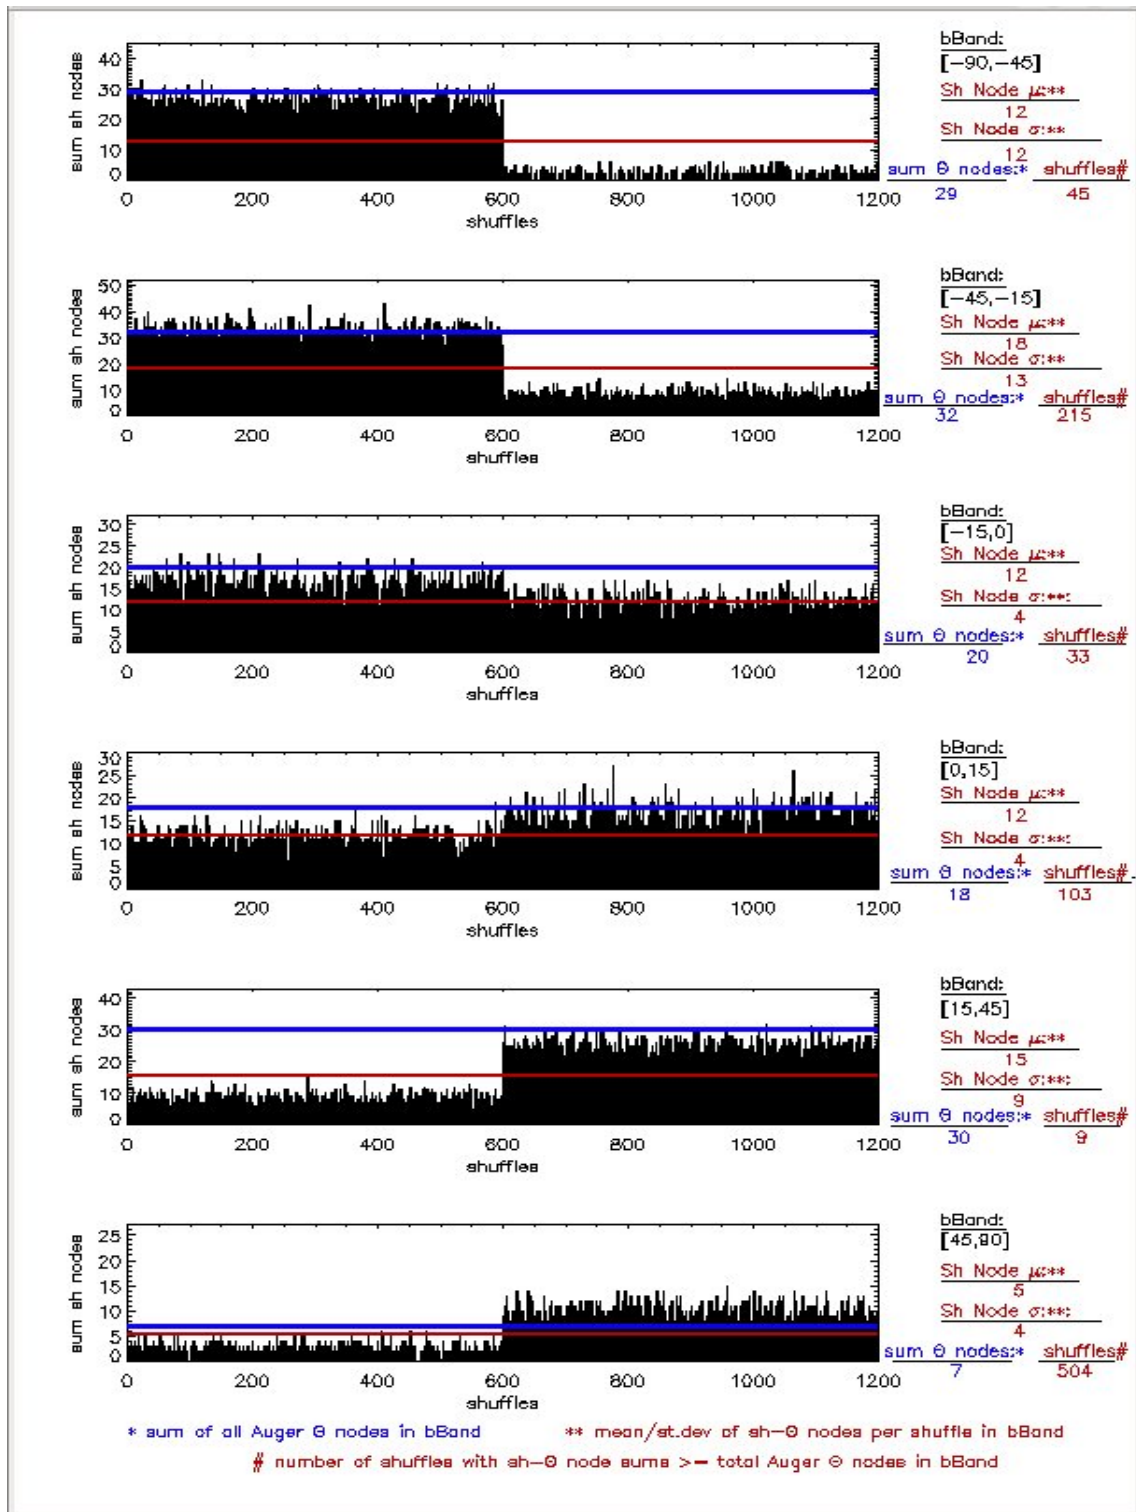 bBand:
[-90,-45]
Sh Node μ:**
12
Sh Node σ:**
12
sum Θ nodes:* shuffles#
29 45
sum sh nodes
40
30
20
10
0
0 200 400 600 800 1000 1200
shuffles
bBand:
[-45,-15]
Sh Node μ:**
18
Sh Node σ:**
13
sum Θ nodes:* shuffles#
32 215
sum sh nodes
50
40
30
20
10
0
0 200 400 600 800 1000 1200
shuffles
bBand:
[-15,0]
Sh Node μ:**
12
Sh Node σ:**:
4
sum Θ nodes:* shuffles#
20 33
sum sh nodes
30
25
20
15
10
5
0
0 200 400 600 800 1000 1200
shuffles
bBand:
[0,15]
Sh Node μ:**
12
Sh Node σ:**:
4
sum Θ nodes:* shuffles#
18 103
sum sh nodes
30
25
20
15
10
5
0
0 200 400 600 800 1000 1200
shuffles
bBand:
[15,45]
Sh Node μ:**
15
Sh Node σ:**:
9
sum Θ nodes:* shuffles#
30 9
sum sh nodes
40
30
20
10
0
0 200 400 600 800 1000 1200
shuffles
bBand:
[45,90]
Sh Node μ:**
5
Sh Node σ:**:
4
sum Θ nodes:* shuffles#
7 504
sum sh nodes
25
20
15
10
5
0
0 200 400 600 800 1000 1200
shuffles
* sum of all Auger Θ nodes in bBand ** mean/st.dev of sh-Θ nodes per shuffle in bBand
# number of shuffles with sh-Θ node sums >= total Auger Θ nodes in bBand